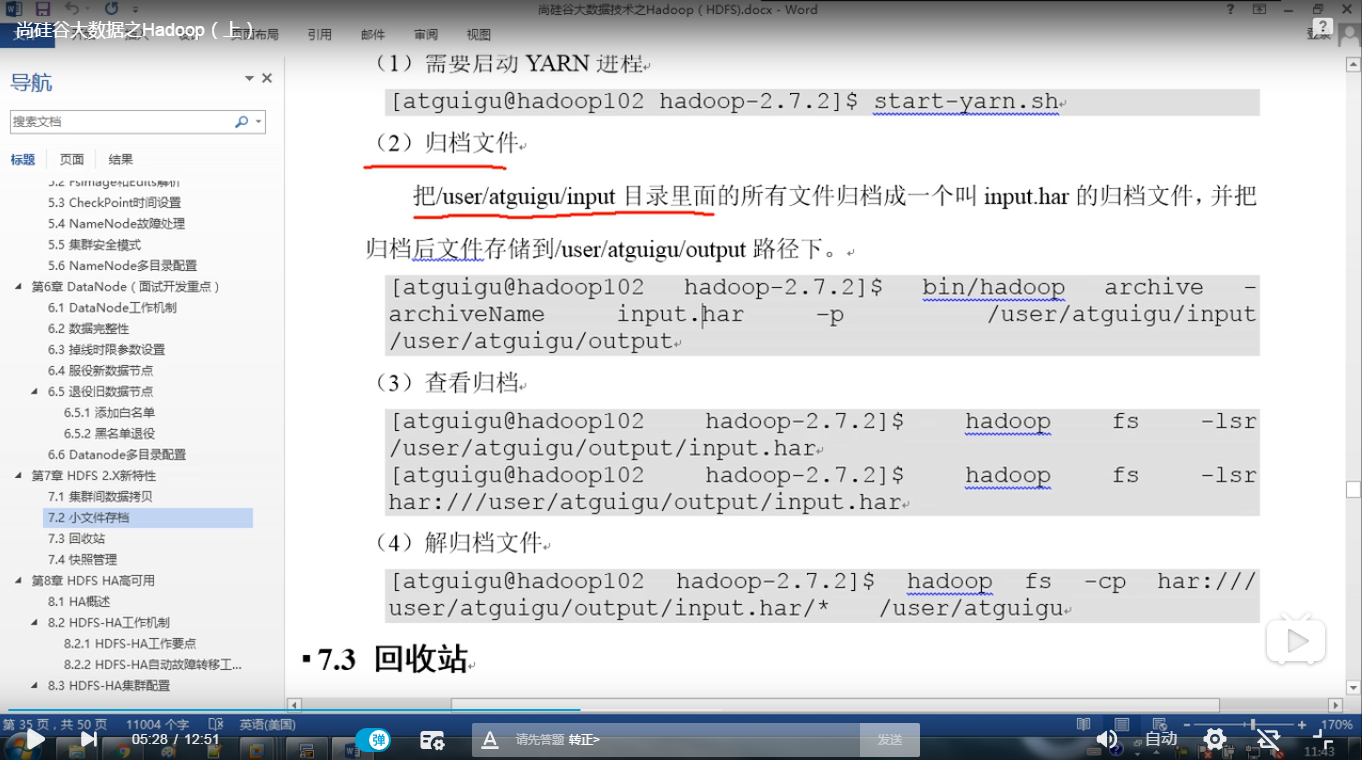 尚硅谷大数据技术之Hadoop（HDFS).docx - Word
尚硅谷大数据之Hadoop（上）
页面布局 引用 邮件 审阅 视图
导航
搜索文档
标题 页面 结果
5.2 Fsimage和Edits解析
5.3 CheckPoint时间设置
5.4 NameNode故障处理
5.5 集群安全模式
5.6 NameNode多目录配置
第6章 DataNode（面试开发重点）
6.1 DataNode工作机制
6.2 数据完整性
6.3 掉线时限参数设置
6.4 服役新数据节点
6.5 退役旧数据节点
6.5.1 添加白名单
6.5.2 黑名单退役
6.6 Datanode多目录配置
第7章 HDFS 2.X新特性
7.1 集群间数据拷贝
7.2 小文件存档
7.3 回收站
7.4 快照管理
第8章 HDFS HA高可用
8.1 HA概述
8.2 HDFS-HA工作机制
8.2.1 HDFS-HA工作要点
8.2.2 HDFS-HA自动故障转移工...
8.3 HDFS-HA集群配置
（1）需要启动 YARN 进程
[atguigu@hadoop102 hadoop-2.7.2]$ start-yarn.sh
（2）归档文件
把/user/atguigu/input 目录里面的所有文件归档成一个叫 input.har 的归档文件，并把
归档后文件存储到/user/atguigu/output 路径下。
[atguigu@hadoop102 hadoop-2.7.2]$ bin/hadoop archive -
archiveName input.har -p /user/atguigu/input
/user/atguigu/output
（3）查看归档
[atguigu@hadoop102 hadoop-2.7.2]$ hadoop fs -lsr
/user/atguigu/output/input.har
[atguigu@hadoop102 hadoop-2.7.2]$ hadoop fs -lsr
har:///user/atguigu/output/input.har
（4）解归档文件
[atguigu@hadoop102 hadoop-2.7.2]$ hadoop fs -cp har:///
user/atguigu/output/input.har/* /user/atguigu
7.3 回收站
第 35 页，共 50 页 11004 个字 英语(美国) 170%
05:28 / 12:51 弹 请先答题 转正> 发送 自动
11:43